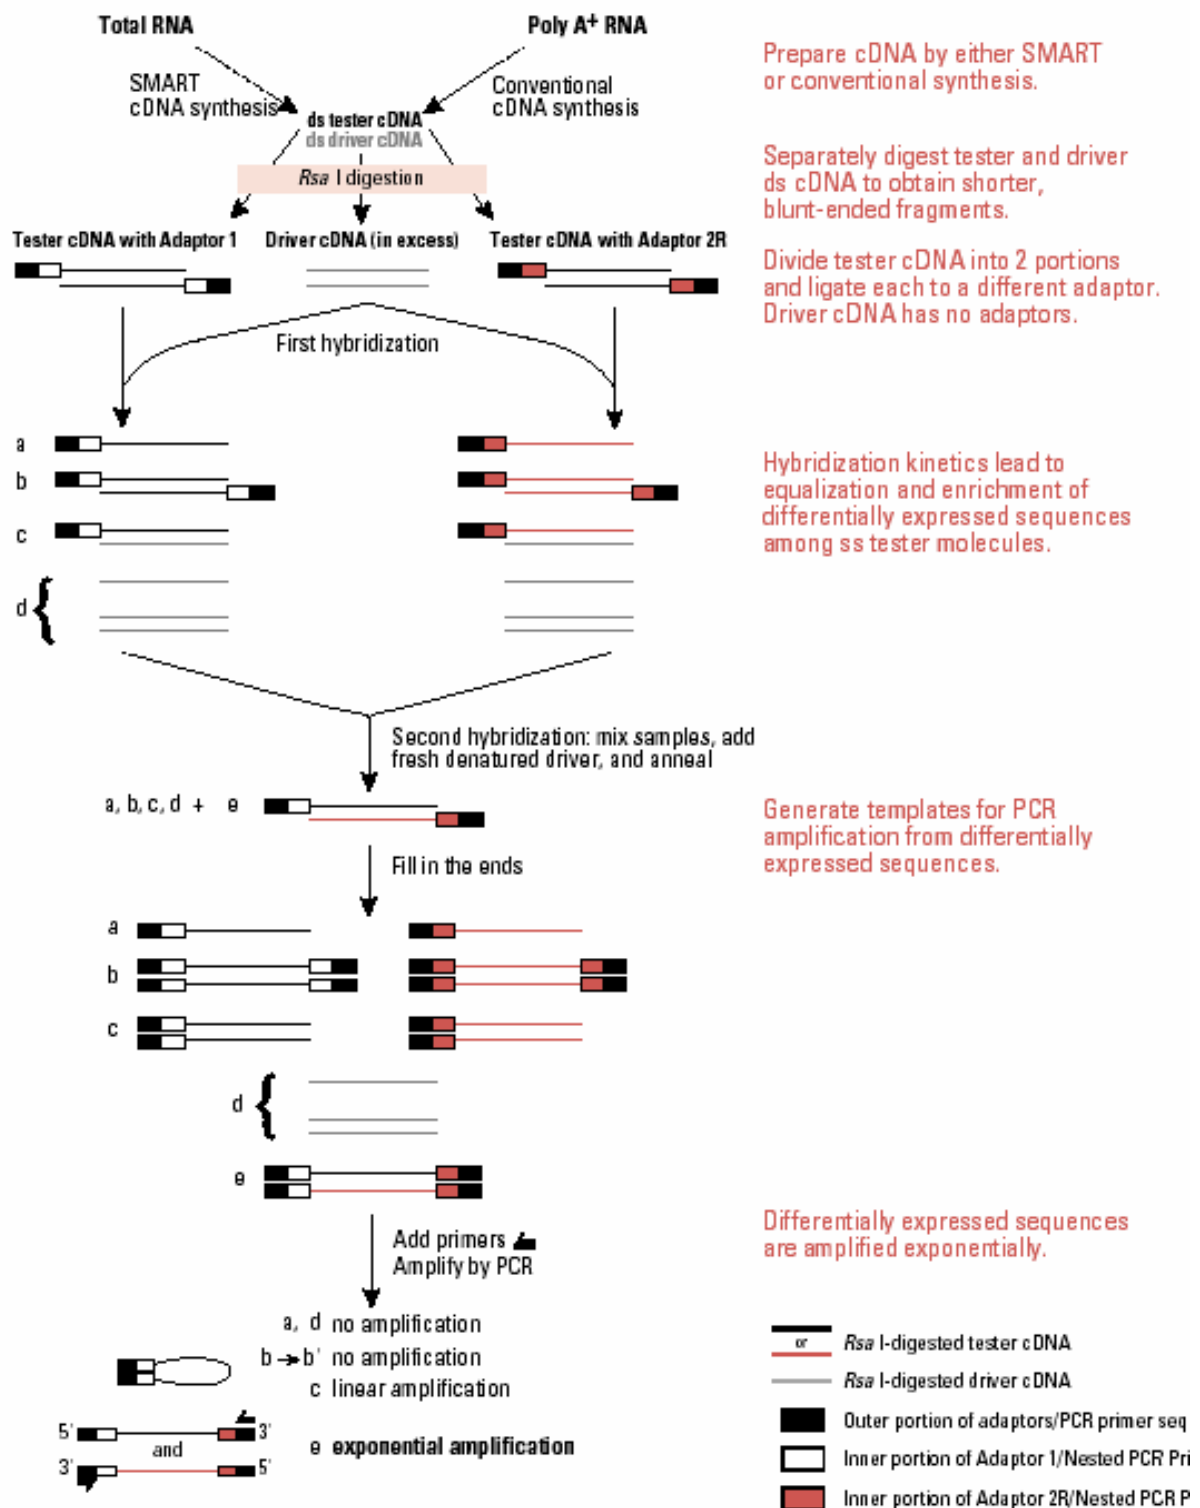 Total RNA
Poly A+ RNA
Prepare cDNA by either SMART
or conventional synthesis.
SMART
cDNA synthesis
Conventional
cDNA synthesis
ds tester cDNA
ds driver cDNA
Rsa I digestion
Separately digest tester and driver
ds cDNA to obtain shorter,
blunt-ended fragments.
Tester cDNA with Adaptor 1
Driver cDNA (in excess)
Tester cDNA with Adaptor 2R
Divide tester cDNA into 2 portions
and ligate each to a different adaptor.
Driver cDNA has no adaptors.
First hybridization
a
b
c
d
Hybridization kinetics lead to
equalization and enrichment of
differentially expressed sequences
among ss tester molecules.
Second hybridization: mix samples, add
fresh denatured driver, and anneal
a, b, c, d + e
Generate templates for PCR
amplification from differentially
expressed sequences.
Fill in the ends
a
b
c
d
e
Add primers
Amplify by PCR
Differentially expressed sequences
are amplified exponentially.
a, d no amplification
b b' no amplification
c linear amplification
5' 3'
and
3' 5'
e exponential amplification
or
Rsa I-digested tester cDNA
Rsa I-digested driver cDNA
Outer portion of adaptors/PCR primer seq
Inner portion of Adaptor 1/Nested PCR Pri
Inner portion of Adaptor 2R/Nested PCR P